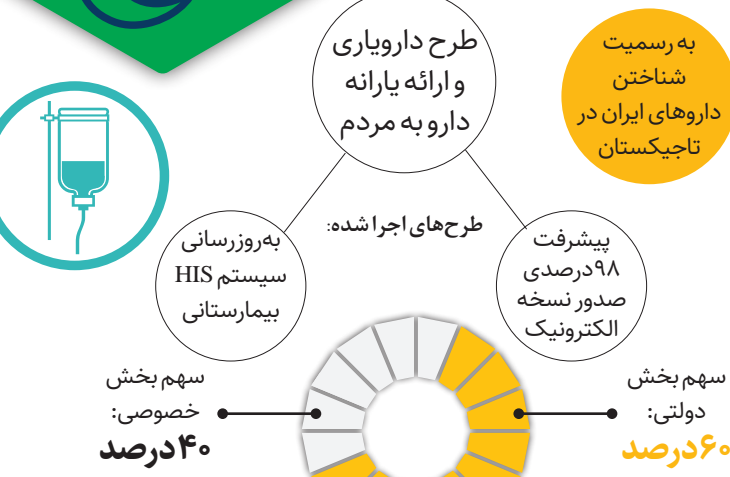 به رسمیت
شناختن
داروهای ایران در
تاجیکستان
طرح دارویاری
و ارائه یارانه
دارو به مردم
طرح‌های اجرا شده:
پیشرفت
۹۸درصدی
صدور نسخه
الکترونیک
به‌روزرسانی
سیستم HIS
بیمارستانی
سهم بخش
دولتی:
۶۰درصد
سهم بخش
خصوصی:
۴۰درصد